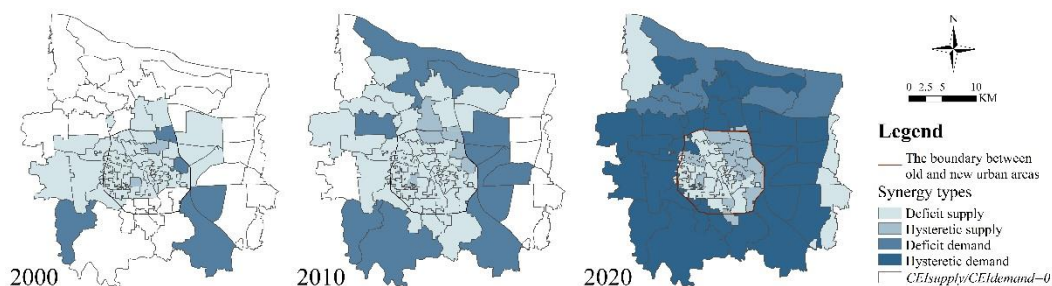 N
0 2.5 5 10
KM
Legend
The boundary between
old and new urban areas
Synergy types
Deficit supply
Hysteretic supply
Deficit demand
Hysteretic demand
CEIsupply/CEIdemand=0
2000
2010
2020